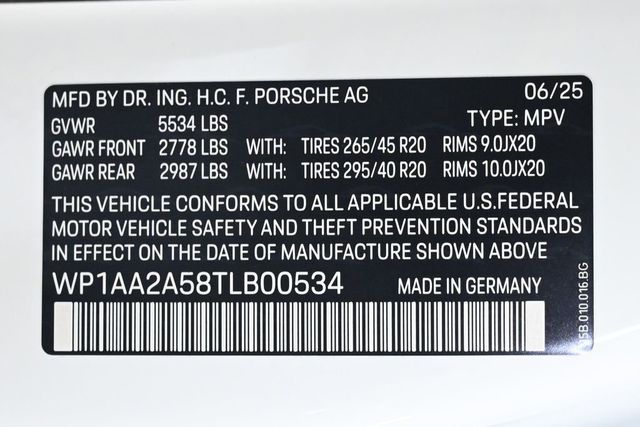 MFD BY DR. ING. H.C. F. PORSCHE AG 06/25
GVWR 5534 LBS TYPE: MPV
GAWR FRONT 2778 LBS WITH: TIRES 265/45 R20 RIMS 9.0JX20
GAWR REAR 2987 LBS WITH: TIRES 295/40 R20 RIMS 10.0JX20
THIS VEHICLE CONFORMS TO ALL APPLICABLE U.S.FEDERAL
MOTOR VEHICLE SAFETY AND THEFT PREVENTION STANDARDS
IN EFFECT ON THE DATE OF MANUFACTURE SHOWN ABOVE
WP1AA2A58TLB00534 MADE IN GERMANY
5B.010.016.BG